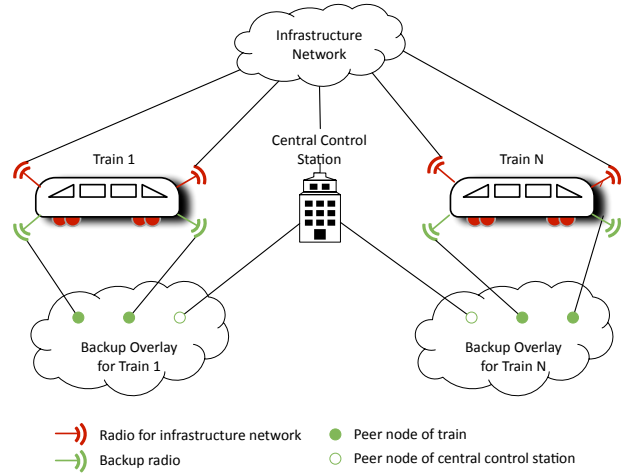 Infrastructure
Network
Train 1
Central Control
Station
Train N
Backup Overlay
for Train 1
Backup Overlay
for Train N
Radio for infrastructure network
Peer node of train
Backup radio
Peer node of central control station